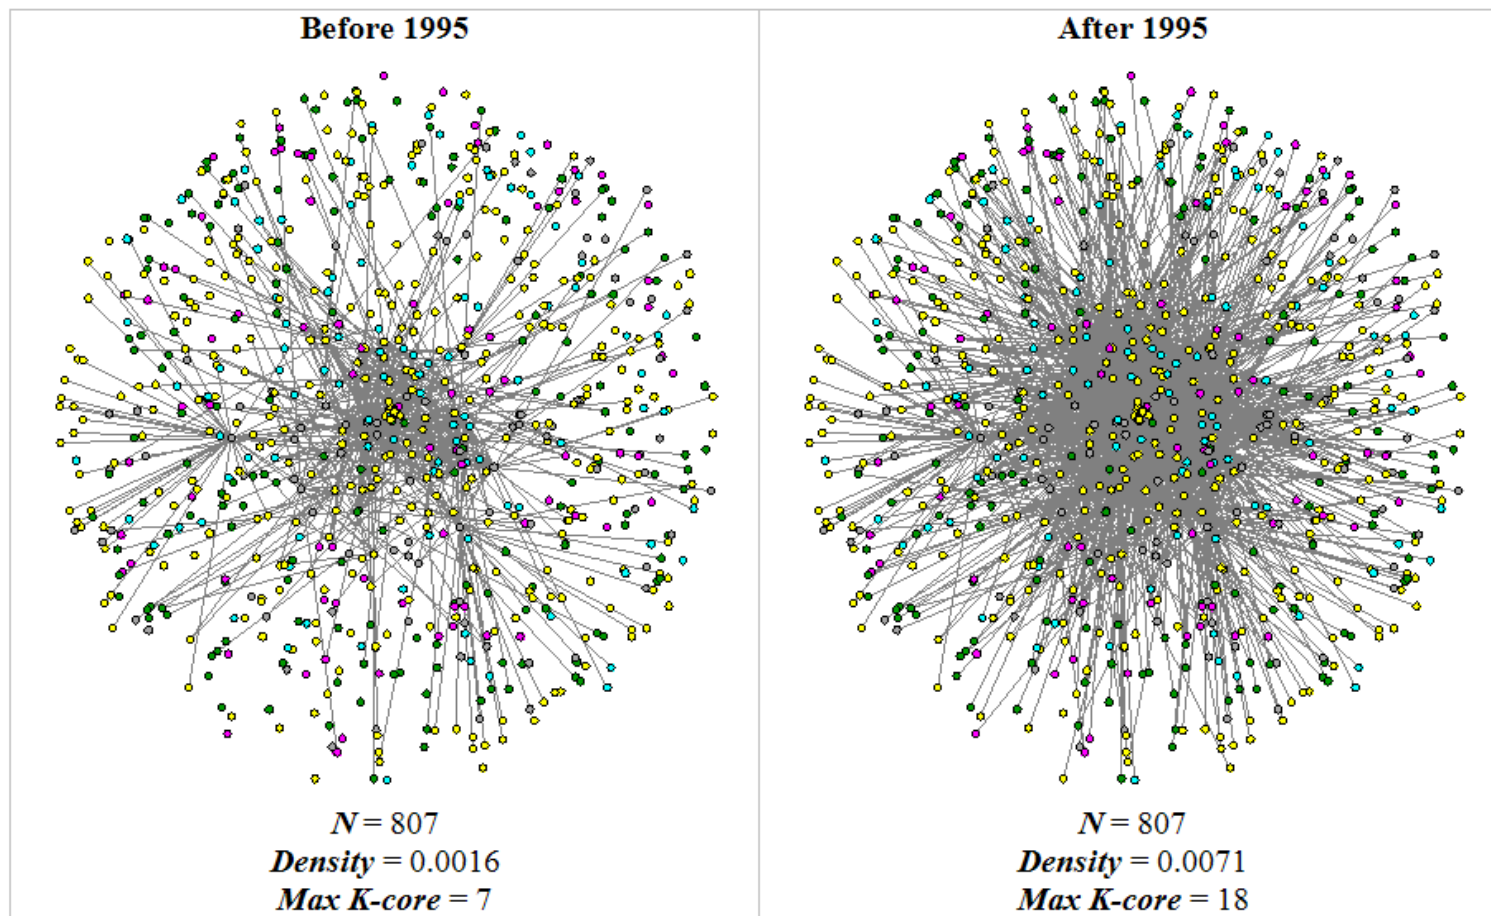 Before 1995
N = 807
Density = 0.0016
Max K-core = 7
After 1995
N = 807
Density = 0.0071
Max K-core = 18